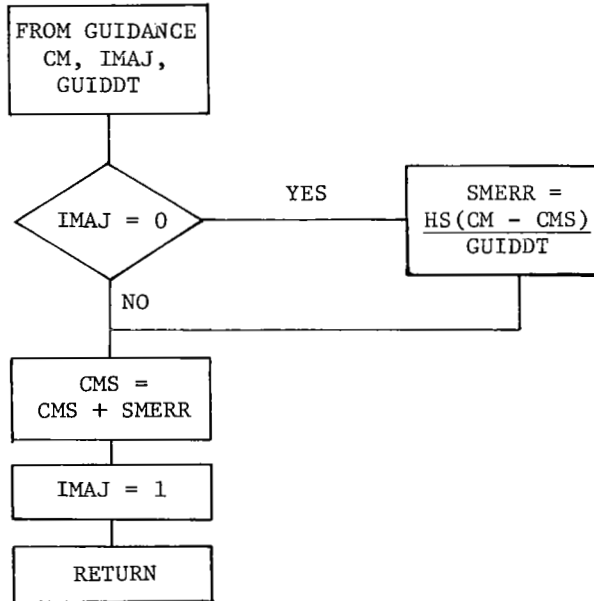 FROM GUIDANCE
CM, IMAJ,
GUIDDT
IMAJ = 0
YES
SMERR =
HS(CM - CMS)
GUIDDT
NO
CMS =
CMS + SMERR
IMAJ = 1
RETURN